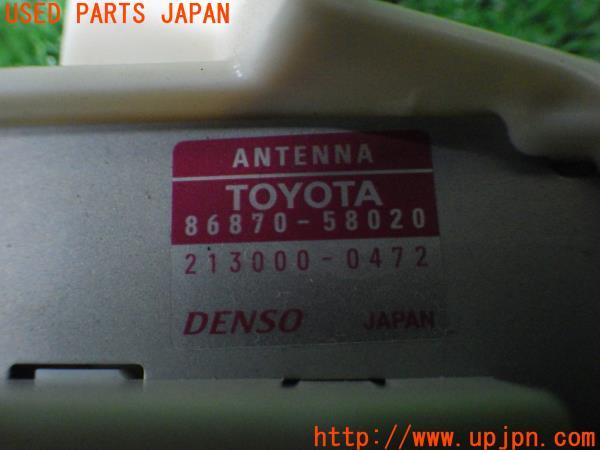 USED PARTS JAPAN
ANTENNA
TOYOTA
86870-58020
213000-0472
DENSO JAPAN
http://www.upjpn.com